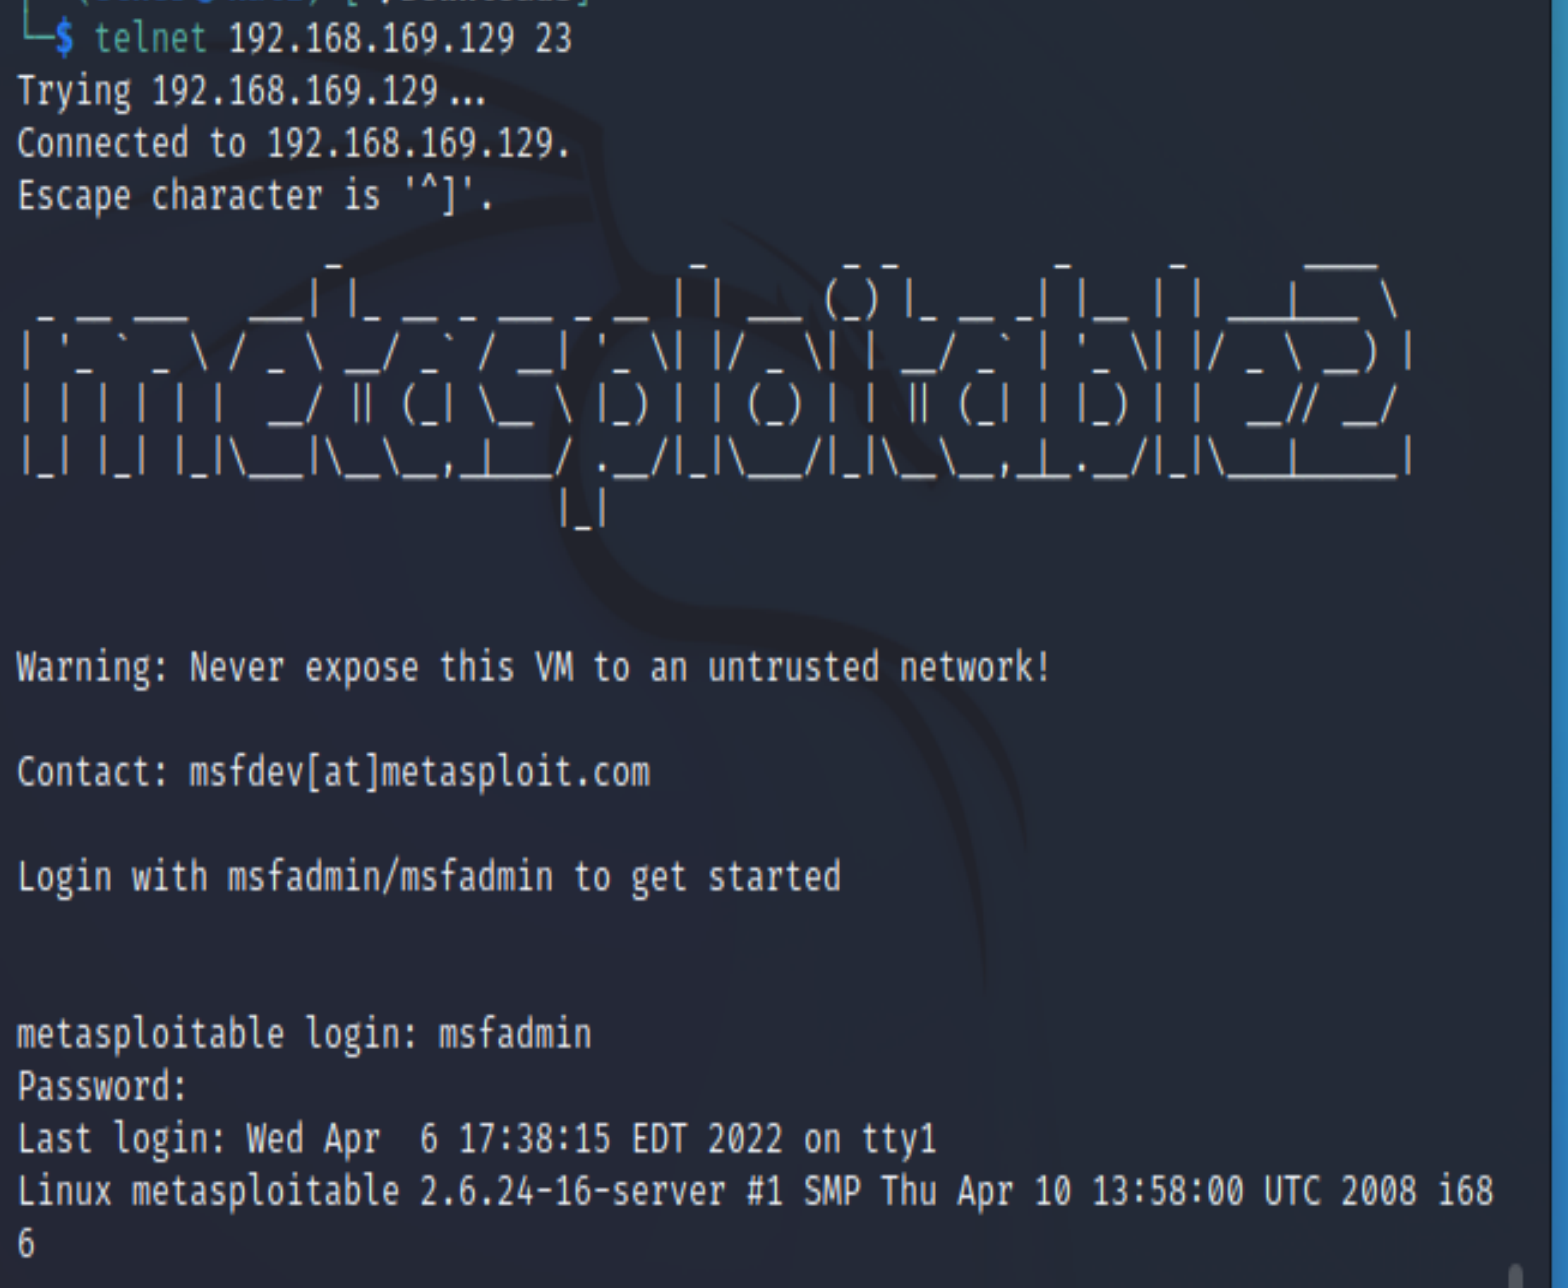 └─$ telnet 192.168.169.129 23
Trying 192.168.169.129...
Connected to 192.168.169.129.
Escape character is '^]'.
metasploitable2
Warning: Never expose this VM to an untrusted network!
Contact: msfdev[at]metasploit.com
Login with msfadmin/msfadmin to get started
metasploitable login: msfadmin
Password:
Last login: Wed Apr  6 17:38:15 EDT 2022 on tty1
Linux metasploitable 2.6.24-16-server #1 SMP Thu Apr 10 13:58:00 UTC 2008 i68
6